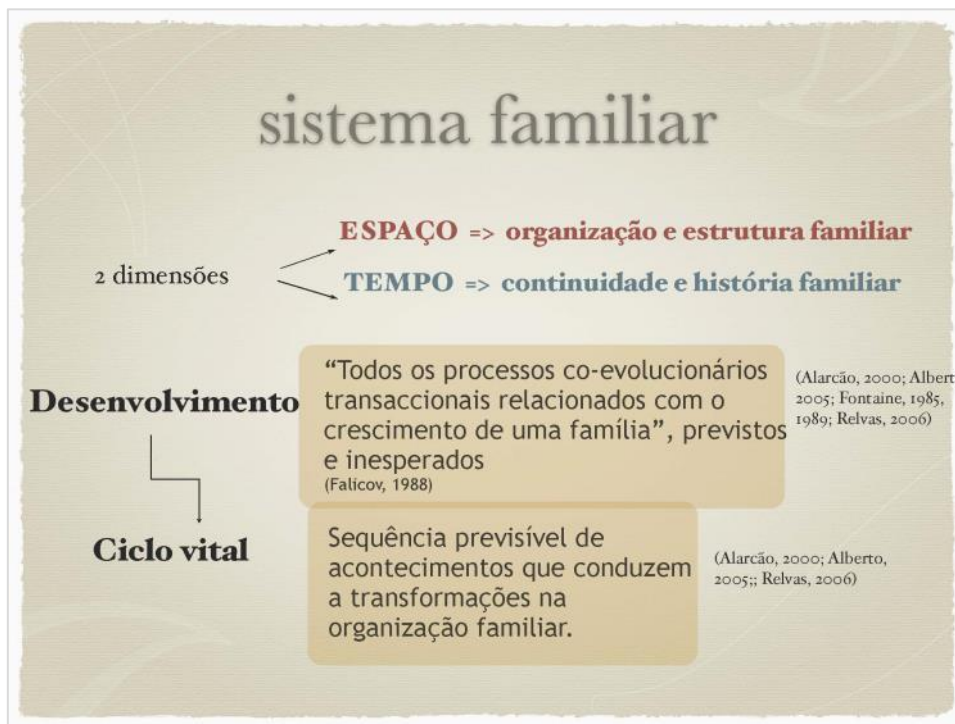 sistema familiar
ESPAÇO => organização e estrutura familiar
2 dimensões
TEMPO => continuidade e história familiar
Desenvolvimento
“Todos os processos co-evolucionários
transaccionais relacionados com o
crescimento de uma família”, previstos
e inesperados
(Falicov, 1988)
(Alarcão, 2000; Albert
2005; Fontaine, 1985,
1989; Relvas, 2006)
Ciclo vital
Sequência previsível de
acontecimentos que conduzem
a transformações na
organização familiar.
(Alarcão, 2000; Alberto,
2005;; Relvas, 2006)